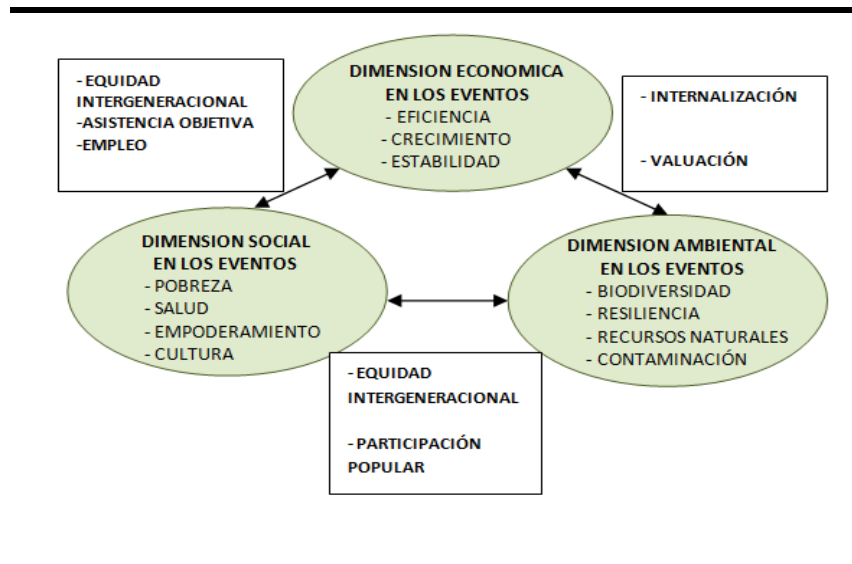 - EQUIDAD
INTERGENERACIONAL
-ASISTENCIA OBJETIVA
-EMPLEO
DIMENSION ECONOMICA
EN LOS EVENTOS
- EFICIENCIA
- CRECIMIENTO
- ESTABILIDAD
- INTERNALIZACIÓN
- VALUACIÓN
DIMENSION SOCIAL
EN LOS EVENTOS
- POBREZA
- SALUD
- EMPODERAMIENTO
- CULTURA
DIMENSION AMBIENTAL
EN LOS EVENTOS
- BIODIVERSIDAD
- RESILIENCIA
- RECURSOS NATURALES
- CONTAMINACIÓN
- EQUIDAD
INTERGENERACIONAL
- PARTICIPACIÓN
POPULAR